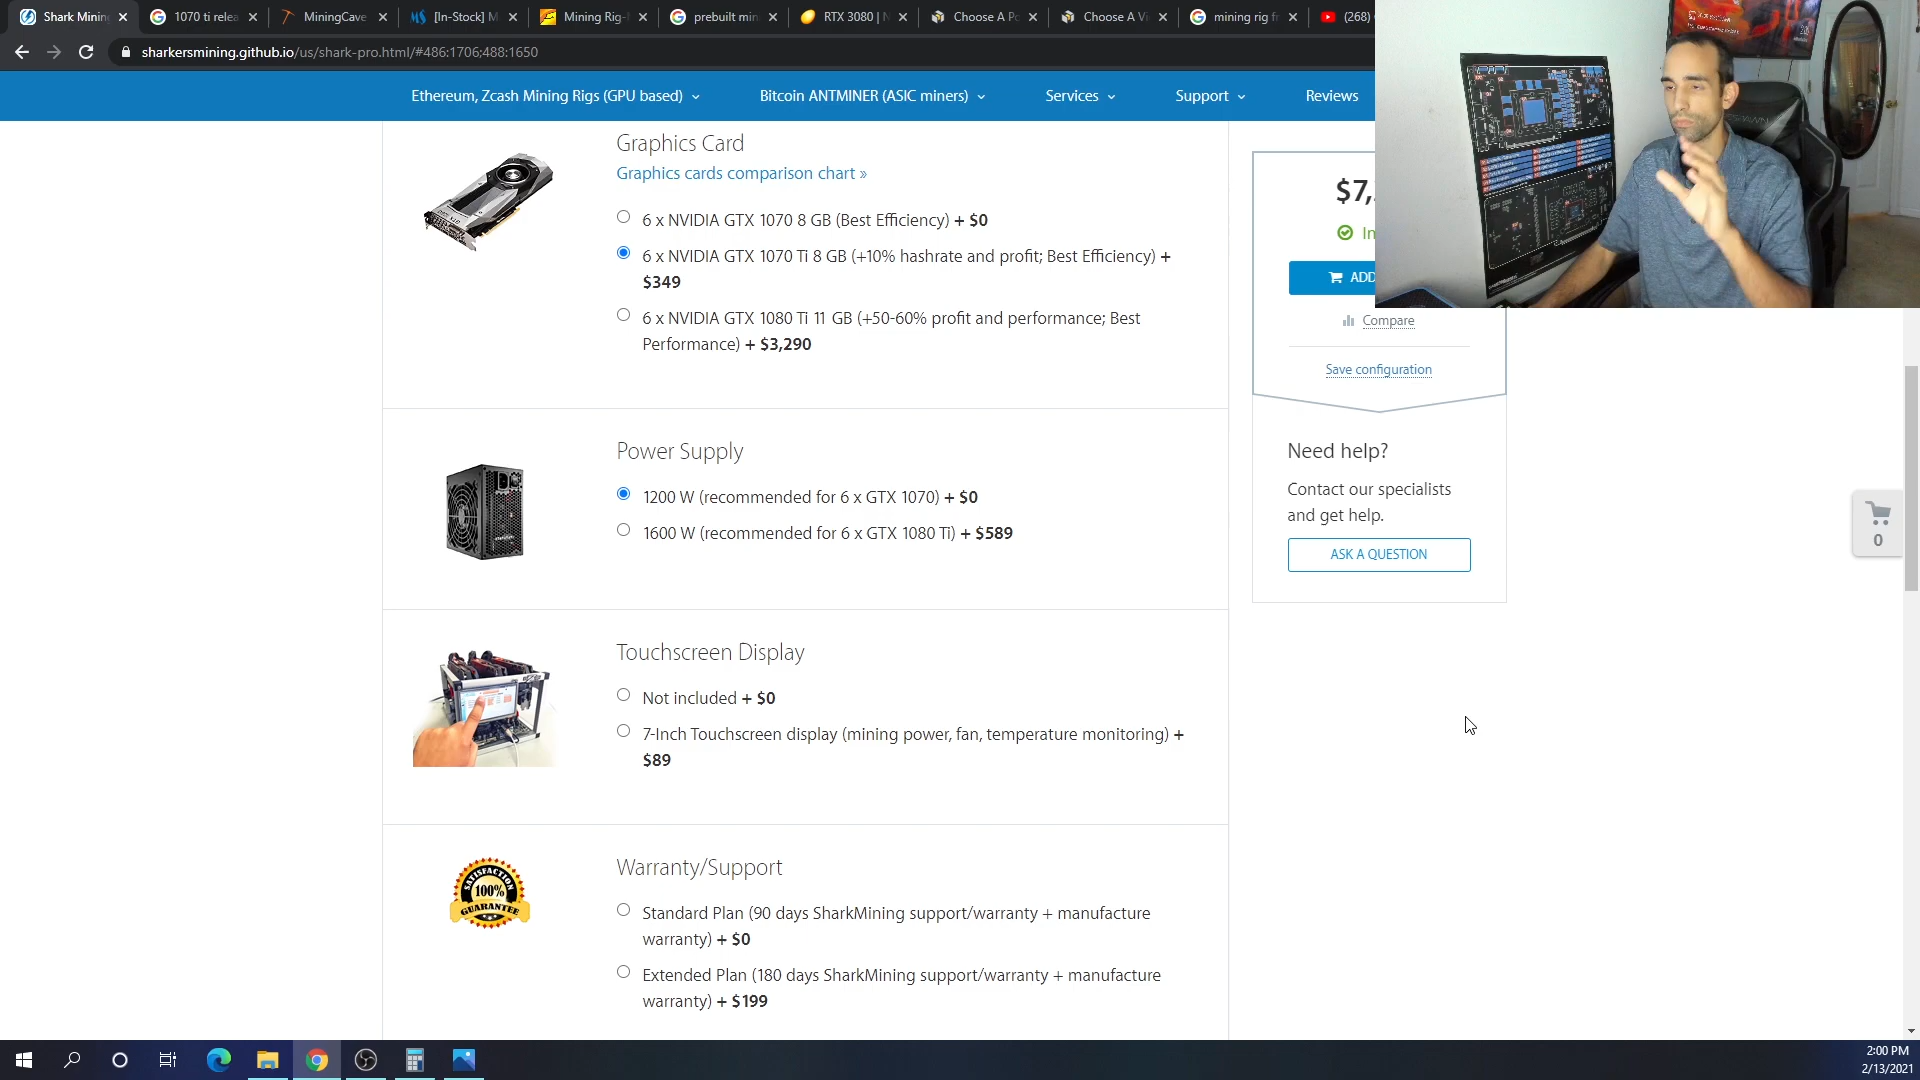 Shark Mining
1070 ti relea
MiningCave
[In-Stock] M
Mining Rig-
prebuilt min
RTX 3080 | N
Choose A Po
Choose A Vi
mining rig fr
(268)
sharkersmining.github.io/us/shark-pro.html/#486:1706;488:1650
Ethereum, Zcash Mining Rigs (GPU based)
Bitcoin ANTMINER (ASIC miners)
Services
Support
Reviews
Graphics Card
Graphics cards comparison chart »
6 x NVIDIA GTX 1070 8 GB (Best Efficiency) + $0
6 x NVIDIA GTX 1070 Ti 8 GB (+10% hashrate and profit; Best Efficiency) +
$349
6 x NVIDIA GTX 1080 Ti 11 GB (+50-60% profit and performance; Best
Performance) + $3,290
$7,
In
ADD
Compare
Save configuration
Power Supply
1200 W (recommended for 6 x GTX 1070) + $0
1600 W (recommended for 6 x GTX 1080 Ti) + $589
Need help?
Contact our specialists
and get help.
ASK A QUESTION
0
Touchscreen Display
Not included + $0
7-Inch Touchscreen display (mining power, fan, temperature monitoring) +
$89
Warranty/Support
SATISFACTION
100%
GUARANTEE
Standard Plan (90 days SharkMining support/warranty + manufacture
warranty) + $0
Extended Plan (180 days SharkMining support/warranty + manufacture
warranty) + $199
2:00 PM
2/13/2021